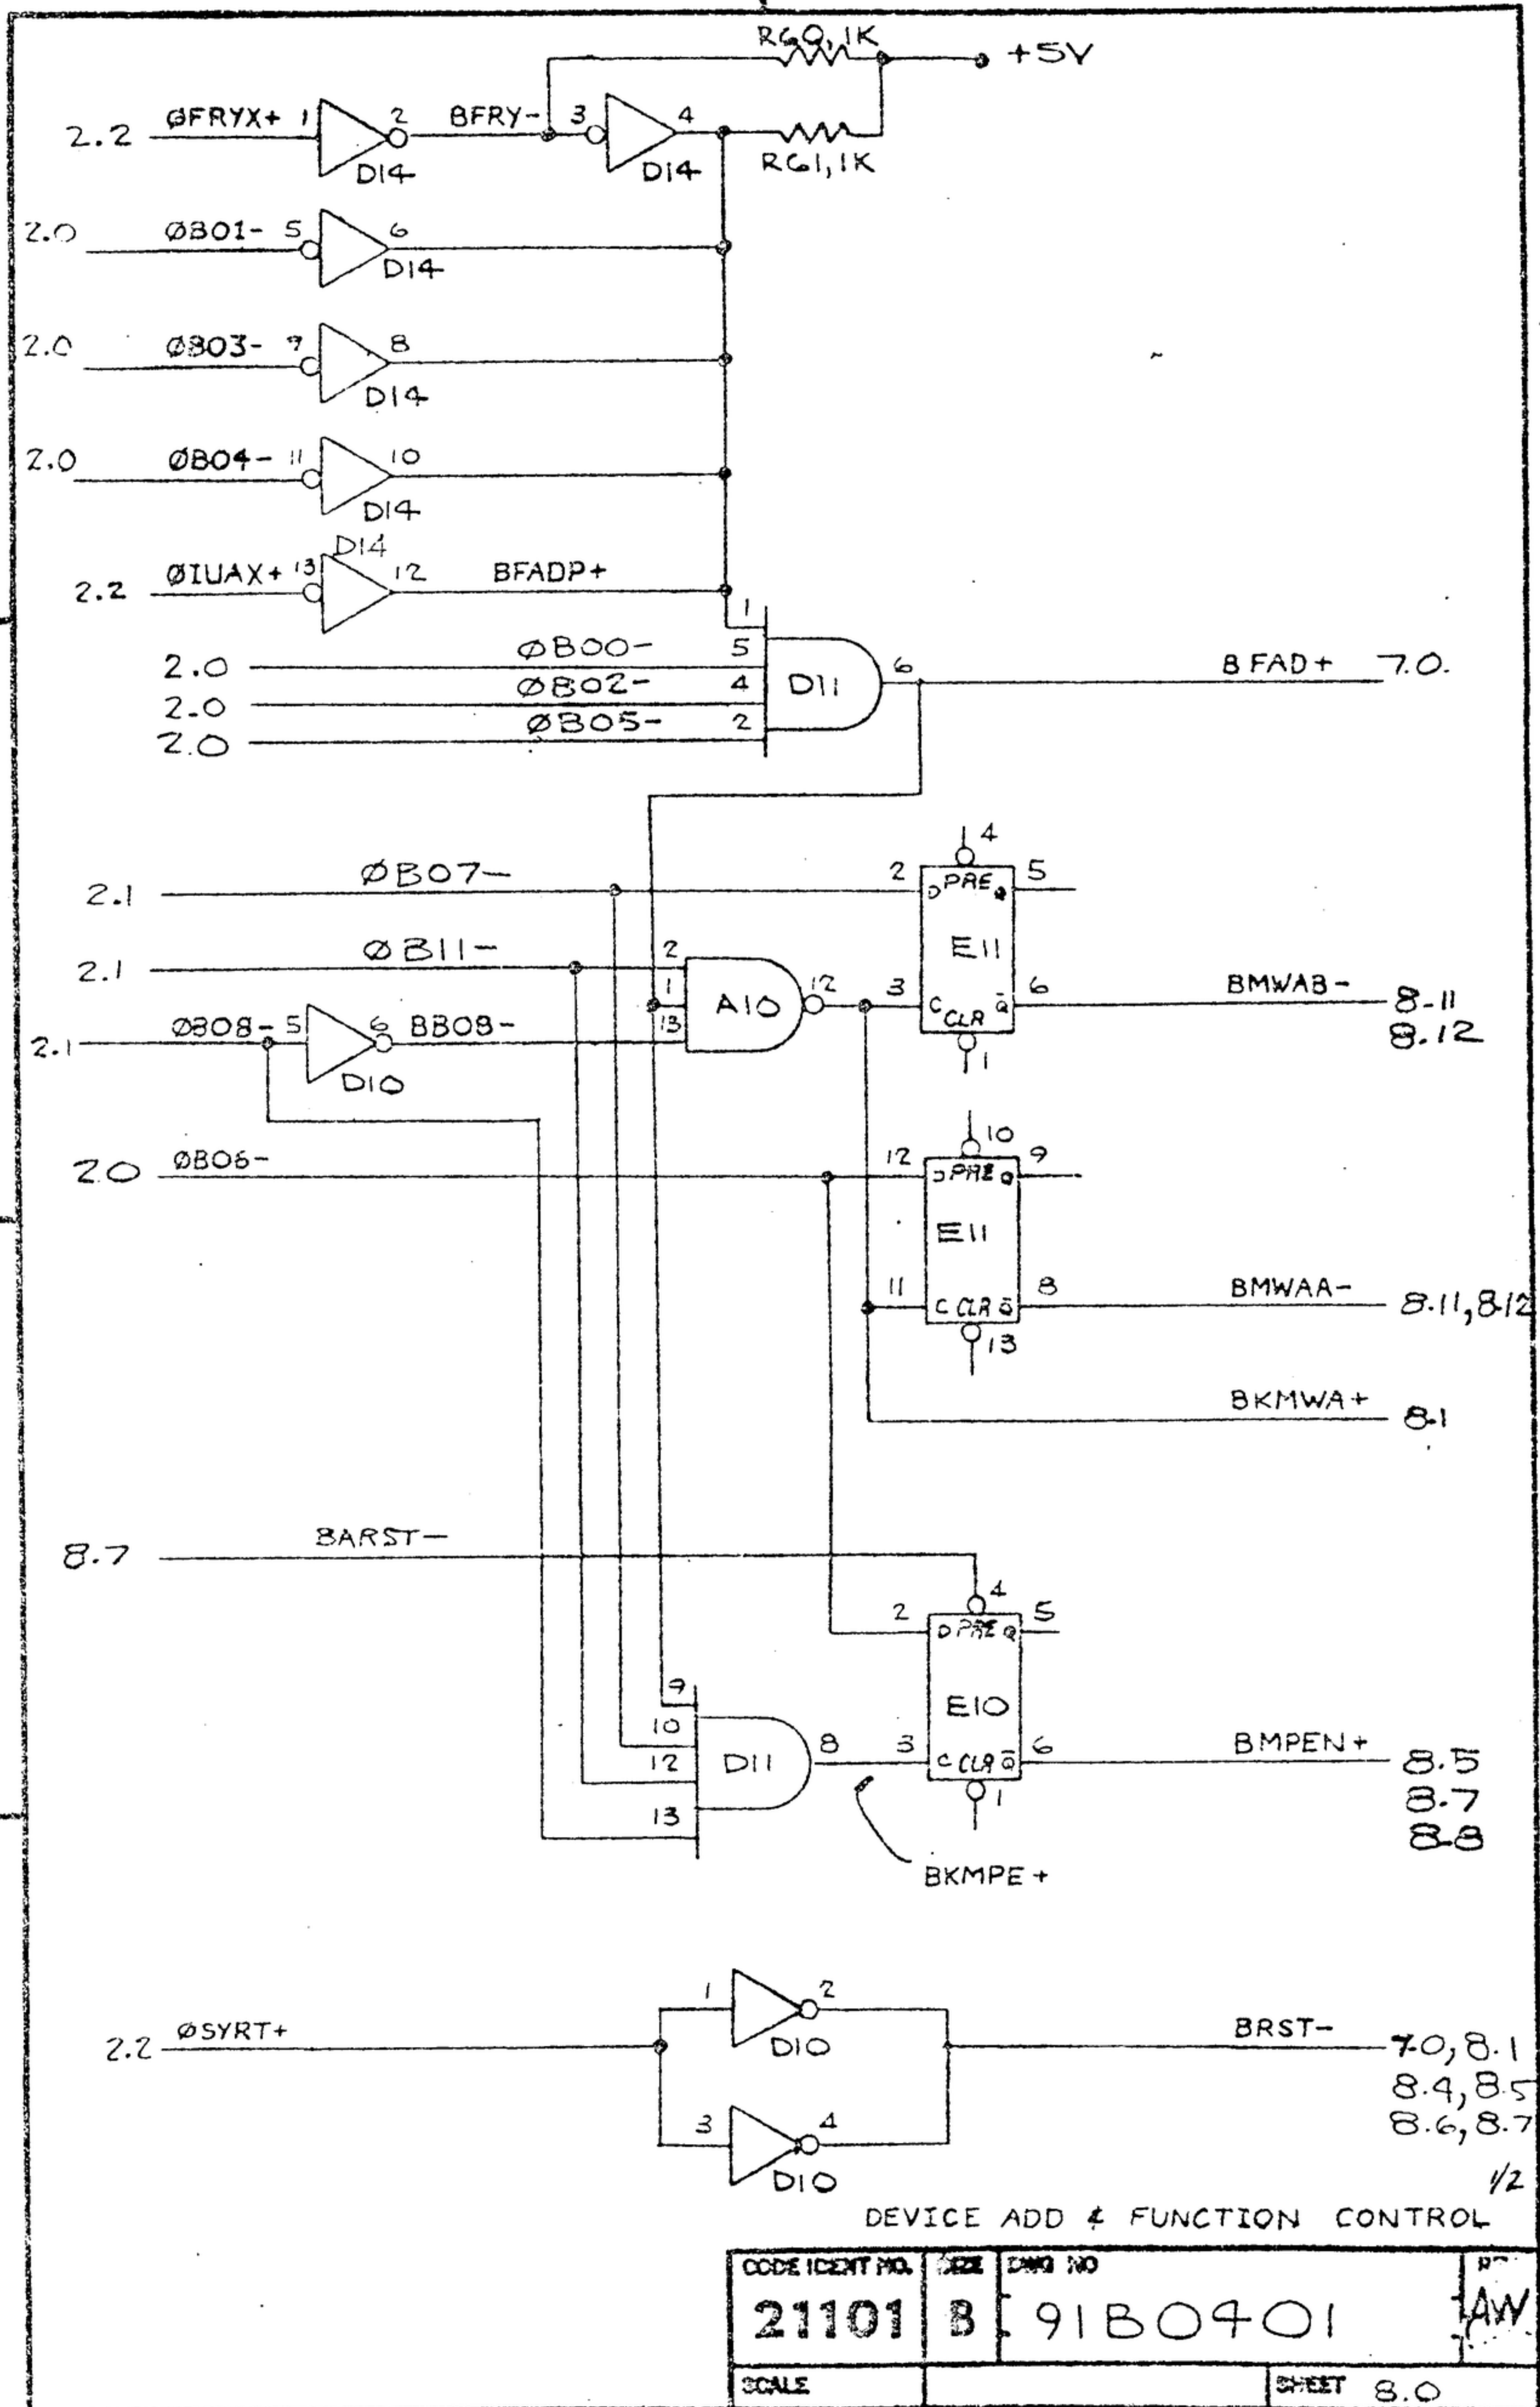 R60, 1K
+5V
2.2 ØFRYX+ 1 2 BFRY- 3 4
D14 D14 R61, 1K
2.0 ØB01- 5 6
D14
2.0 ØB03- 9 8
D14
2.0 ØB04- 11 10
D14
D14
2.2 ØIUAX+ 13 12 BFADP+
1
2.0 ØB00- 5
2.0 ØB02- 4 D11 6 BFAD+ 7.0.
2.0 ØB05- 2
4
2.1 ØB07- 2 D PRE Q 5
E11
2.1 ØB11- 2
1 A10 12 3 C CLR Q̄ 6 BMWAB- 8.11
8.12
2.1 ØB08- 5 6 BB08- 13
D10
1
10
2.0 ØB06- 12 D PRE Q 9
E11
11 C CLR Q̄ 8 BMWAA- 8.11, 8.12
13
BKMWA+ 8.1
8.7 BARST-
4
2 D PRE Q 5
E10
9
10
12 D11 8 3 C CLR Q̄ 6 BMPEN+ 8.5
8.7
8.8
13
1
BKMPE+
1 2
D10
2.2 ØSYRT+ BRST- 7.0, 8.1
8.4, 8.5
8.6, 8.7
3 4
D10
1/2
DEVICE ADD & FUNCTION CONTROL
CODE IDENT NO. SIZE DWG NO
21101 B 91B0401 AW
SCALE SHEET 8.0